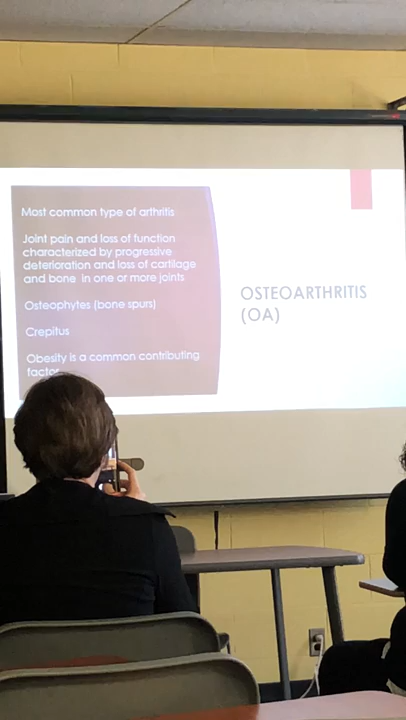 Most common type of arthritis
Joint pain and loss of function
characterized by progressive
deterioration and loss of cartilage
and bone in one or more joints
Osteophytes (bone spurs)
Crepitus
Obesity is a common contributing
factor
OSTEOARTHRITIS
(OA)